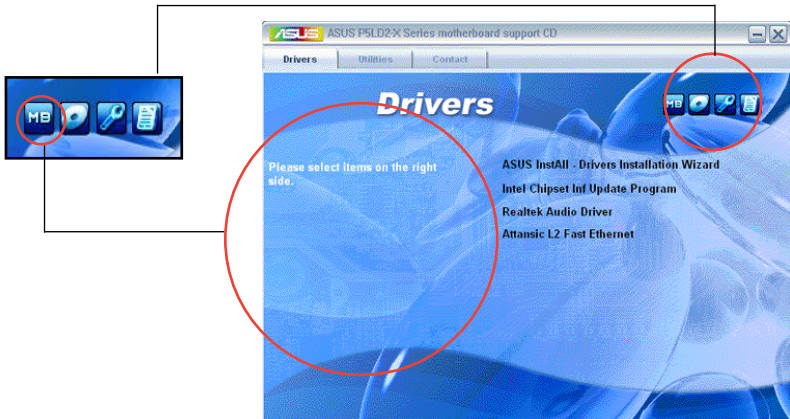 ASUS ASUS P5LD2-X Series motherboard support CD
Drivers Utilities Contact
Drivers
MB
MB
Please select items on the right
side.
ASUS InstAll - Drivers Installation Wizard
Intel Chipset Inf Update Program
Realtek Audio Driver
Attansic L2 Fast Ethernet